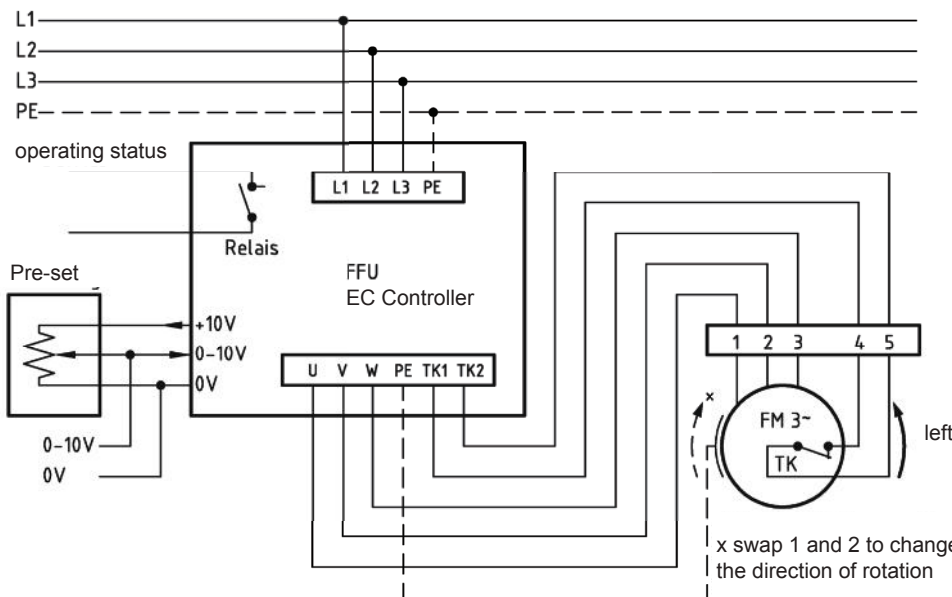 L1
L2
L3
PE
operating status
L1 L2 L3 PE
Relais
Pre-set
FFU
EC Controller
+10V
0-10V
0V
U V W PE TK1 TK2
1 2 3 4 5
x
FM 3~
TK
left
0-10V
0V
x swap 1 and 2 to change
the direction of rotation